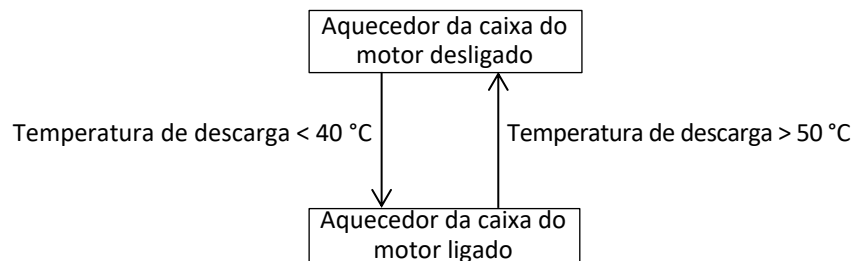 Aquecedor da caixa do
motor desligado
Temperatura de descarga < 40 °C
Temperatura de descarga > 50 °C
Aquecedor da caixa do
motor ligado